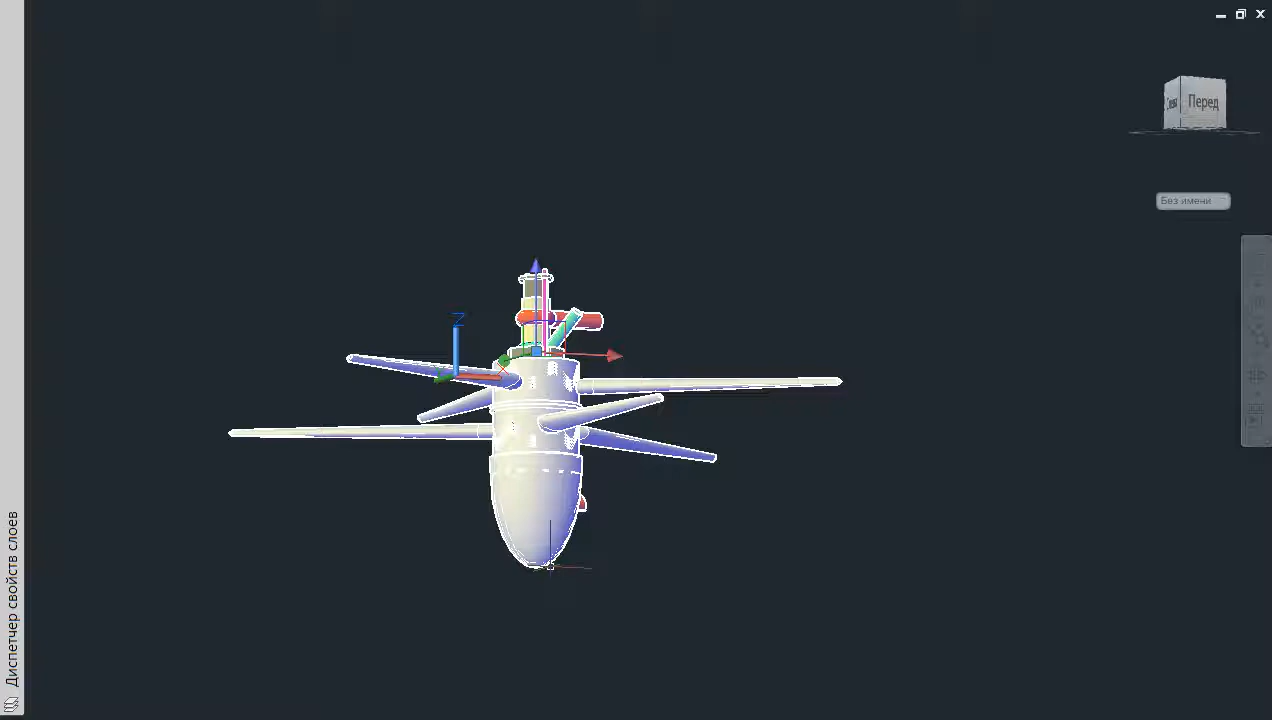 Перед
Без имени
Z
Диспетчер свойств слоев